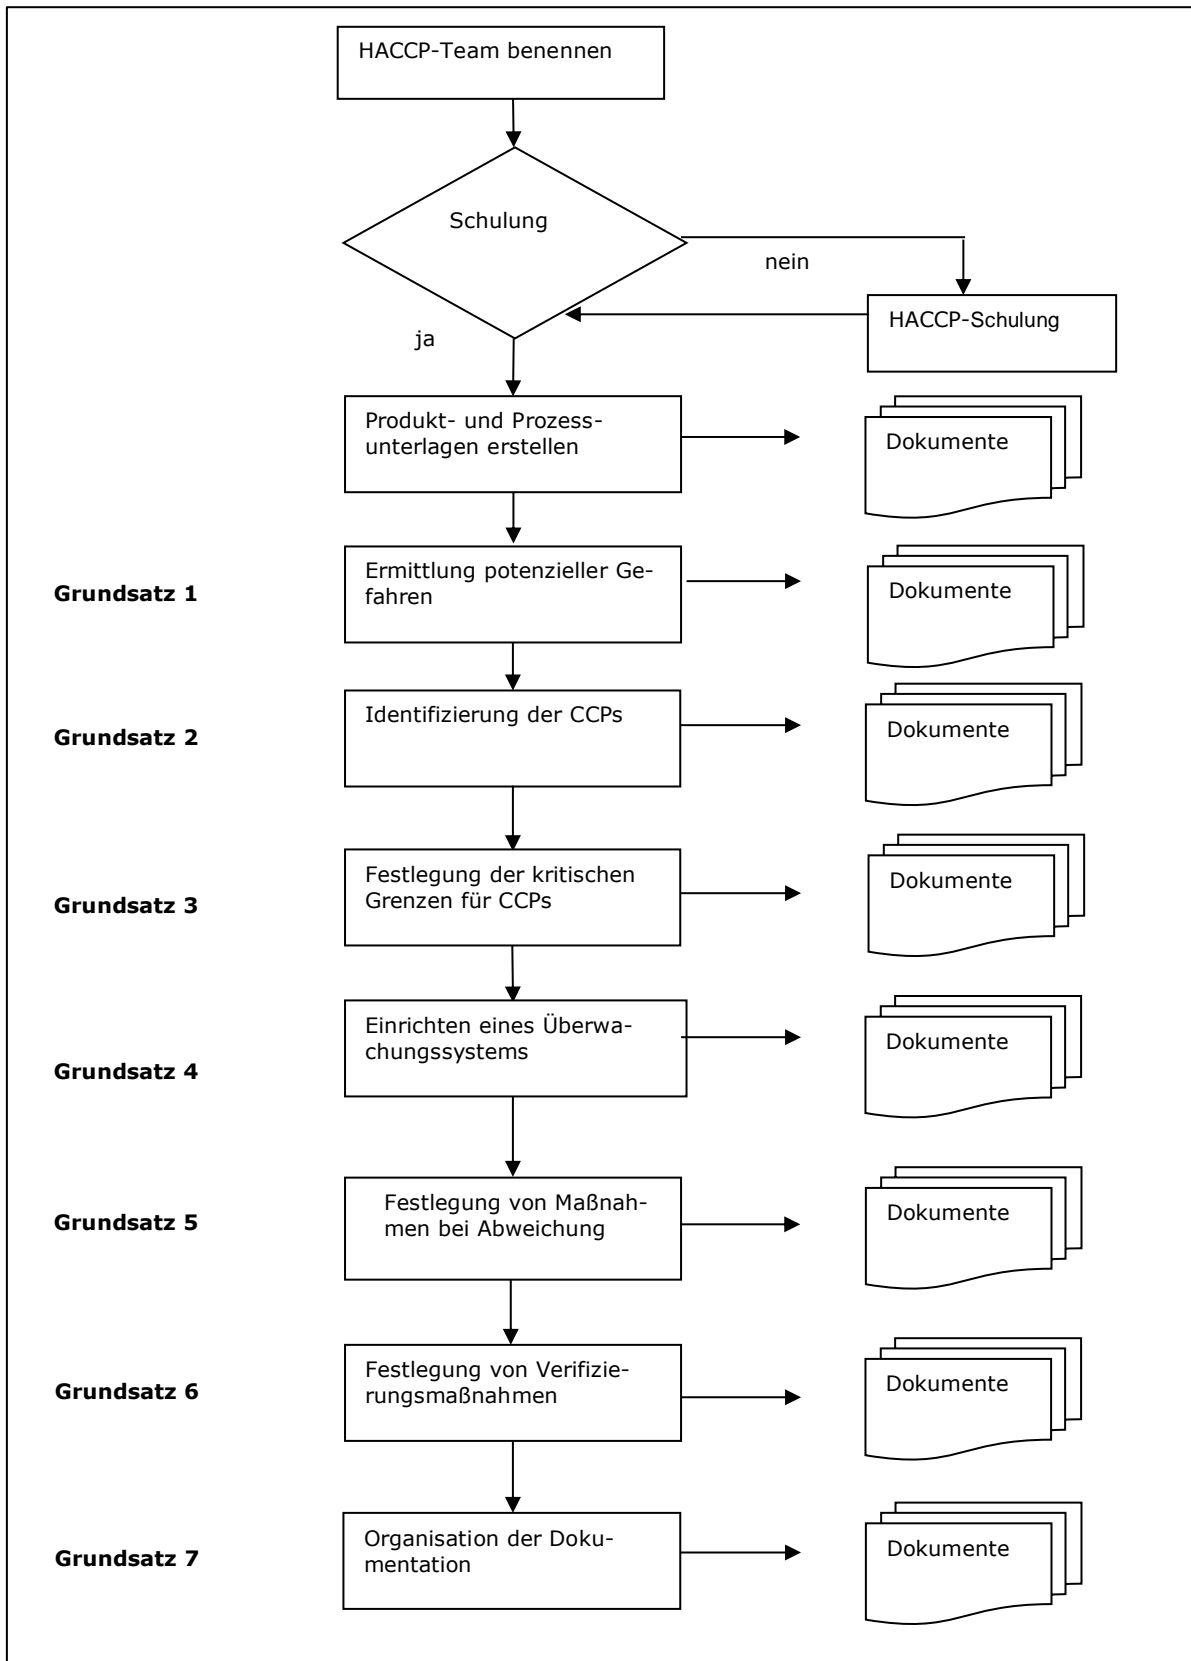 HACCP-Team benennen
Schulung
nein
HACCP-Schulung
ja
Produkt- und Prozess-
unterlagen erstellen
Dokumente
Grundsatz 1
Ermittlung potenzieller Ge-
fahren
Dokumente
Grundsatz 2
Identifizierung der CCPs
Dokumente
Grundsatz 3
Festlegung der kritischen
Grenzen für CCPs
Dokumente
Grundsatz 4
Einrichten eines Überwa-
chungssystems
Dokumente
Grundsatz 5
Festlegung von Maßnah-
men bei Abweichung
Dokumente
Grundsatz 6
Festlegung von Verifizie-
rungsmaßnahmen
Dokumente
Grundsatz 7
Organisation der Doku-
mentation
Dokumente